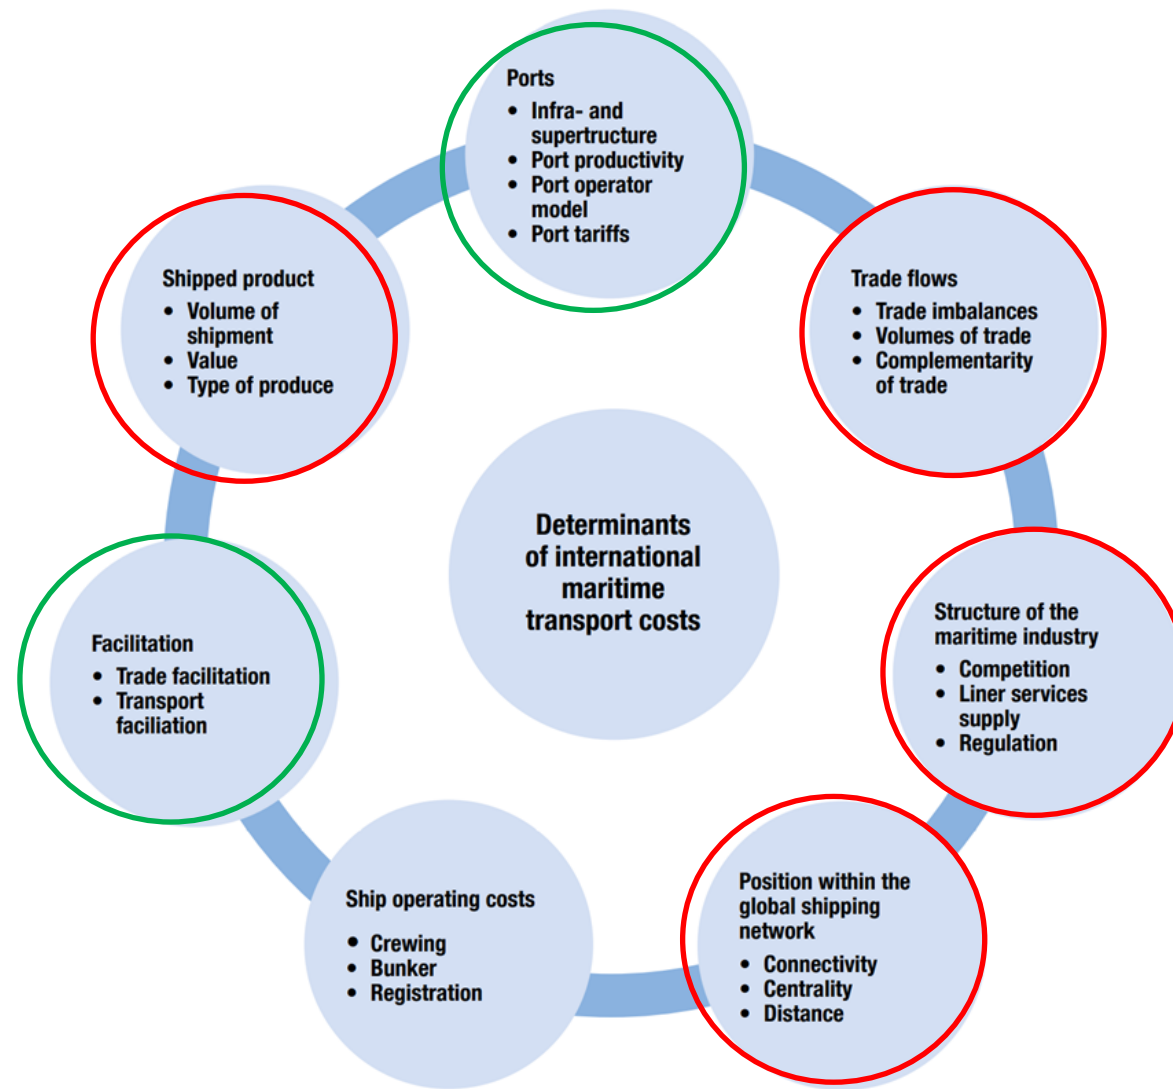 Ports
• Infra- and
supertructure
• Port productivity
• Port operator
model
• Port tariffs
Trade flows
• Trade imbalances
• Volumes of trade
• Complementarity
of trade
Structure of the
maritime industry
• Competition
• Liner services
supply
• Regulation
Position within the
global shipping
network
• Connectivity
• Centrality
• Distance
Ship operating costs
• Crewing
• Bunker
• Registration
Facilitation
• Trade facilitation
• Transport
faciliation
Shipped product
• Volume of
shipment
• Value
• Type of produce
Determinants
of international
maritime
transport costs